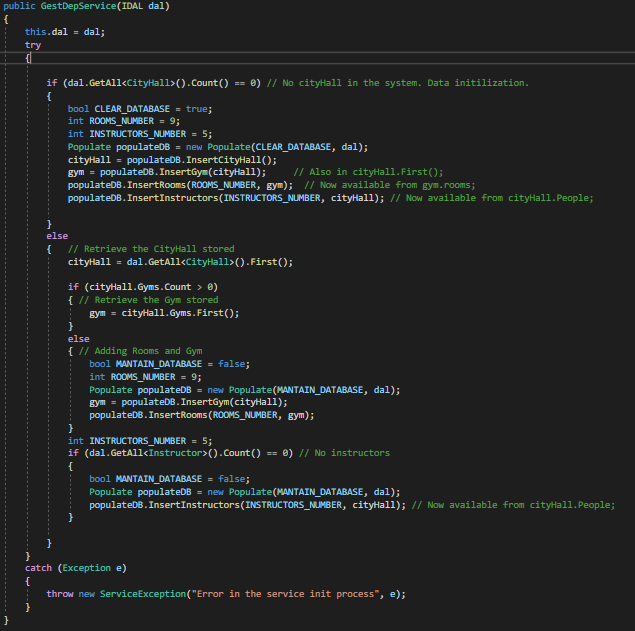 public GestDepService(IDAL dal)
{
this.dal = dal;
try
{
if (dal.GetAll<CityHall>().Count() == 0) // No cityHall in the system. Data initilization.
{
bool CLEAR_DATABASE = true;
int ROOMS_NUMBER = 9;
int INSTRUCTORS_NUMBER = 5;
Populate populateDB = new Populate(CLEAR_DATABASE, dal);
cityHall = populateDB.InsertCityHall();
gym = populateDB.InsertGym(cityHall); // Also in cityHall.First();
populateDB.InsertRooms(ROOMS_NUMBER, gym); // Now available from gym.rooms;
populateDB.InsertInstructors(INSTRUCTORS_NUMBER, cityHall); // Now available from cityHall.People;
}
else
{ // Retrieve the CityHall stored
cityHall = dal.GetAll<CityHall>().First();
if (cityHall.Gyms.Count > 0)
{ // Retrieve the Gym stored
gym = cityHall.Gyms.First();
}
else
{ // Adding Rooms and Gym
bool MANTAIN_DATABASE = false;
int ROOMS_NUMBER = 9;
Populate populateDB = new Populate(MANTAIN_DATABASE, dal);
gym = populateDB.InsertGym(cityHall);
populateDB.InsertRooms(ROOMS_NUMBER, gym);
}
int INSTRUCTORS_NUMBER = 5;
if (dal.GetAll<Instructor>().Count() == 0) // No instructors
{
bool MANTAIN_DATABASE = false;
Populate populateDB = new Populate(MANTAIN_DATABASE, dal);
populateDB.InsertInstructors(INSTRUCTORS_NUMBER, cityHall); // Now available from cityHall.People;
}
}
}
catch (Exception e)
{
throw new ServiceException("Error in the service init process", e);
}
}